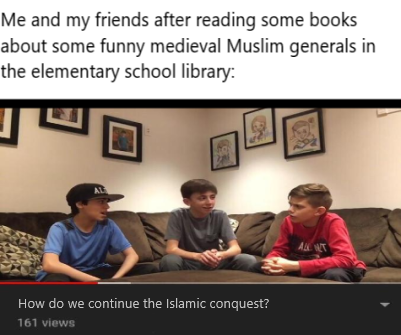 Me and my friends after reading some books
about some funny medieval Muslim generals in
the elementary school library:
How do we continue the Islamic conquest?
161 views